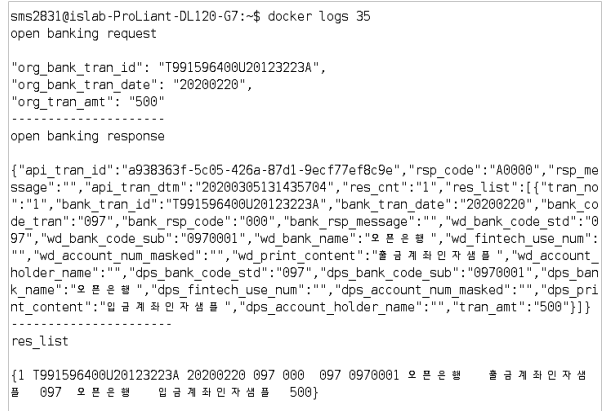 sms2831@islab-ProLiant-DL120-G7:~$ docker logs 35
open banking request
"org_bank_tran_id": "T991596400U20123223A",
"org_bank_tran_date": "20200220",
"org_tran_amt": "500"
---------------------
open banking response
{"api_tran_id":"a938363f-5c05-426a-87d1-9ecf77ef8c9e","rsp_code":"A0000","rsp_me
ssage":"","api_tran_dtm":"20200305131435704","res_cnt":"1","res_list":[{"tran_no
":"1","bank_tran_id":"T991596400U20123223A","bank_tran_date":"20200220","bank_co
de_tran":"097","bank_rsp_code":"000","bank_rsp_message":"","wd_bank_code_std":"0
97","wd_bank_code_sub":"0970001","wd_bank_name":"오픈은행","wd_fintech_use_num":
"","wd_account_num_masked":"","wd_print_content":"출금계좌인자샘플","wd_account_
holder_name":"","dps_bank_code_std":"097","dps_bank_code_sub":"0970001","dps_ban
k_name":"오픈은행","dps_fintech_use_num":"","dps_account_num_masked":"","dps_pri
nt_content":"입금계좌인자샘플","dps_account_holder_name":"","tran_amt":"500"}]}
----------------------
res_list
{1 T991596400U20123223A 20200220 097 000  097 0970001 오픈은행   출금계좌인자샘
플  097  오픈은행   입금계좌인자샘플  500}